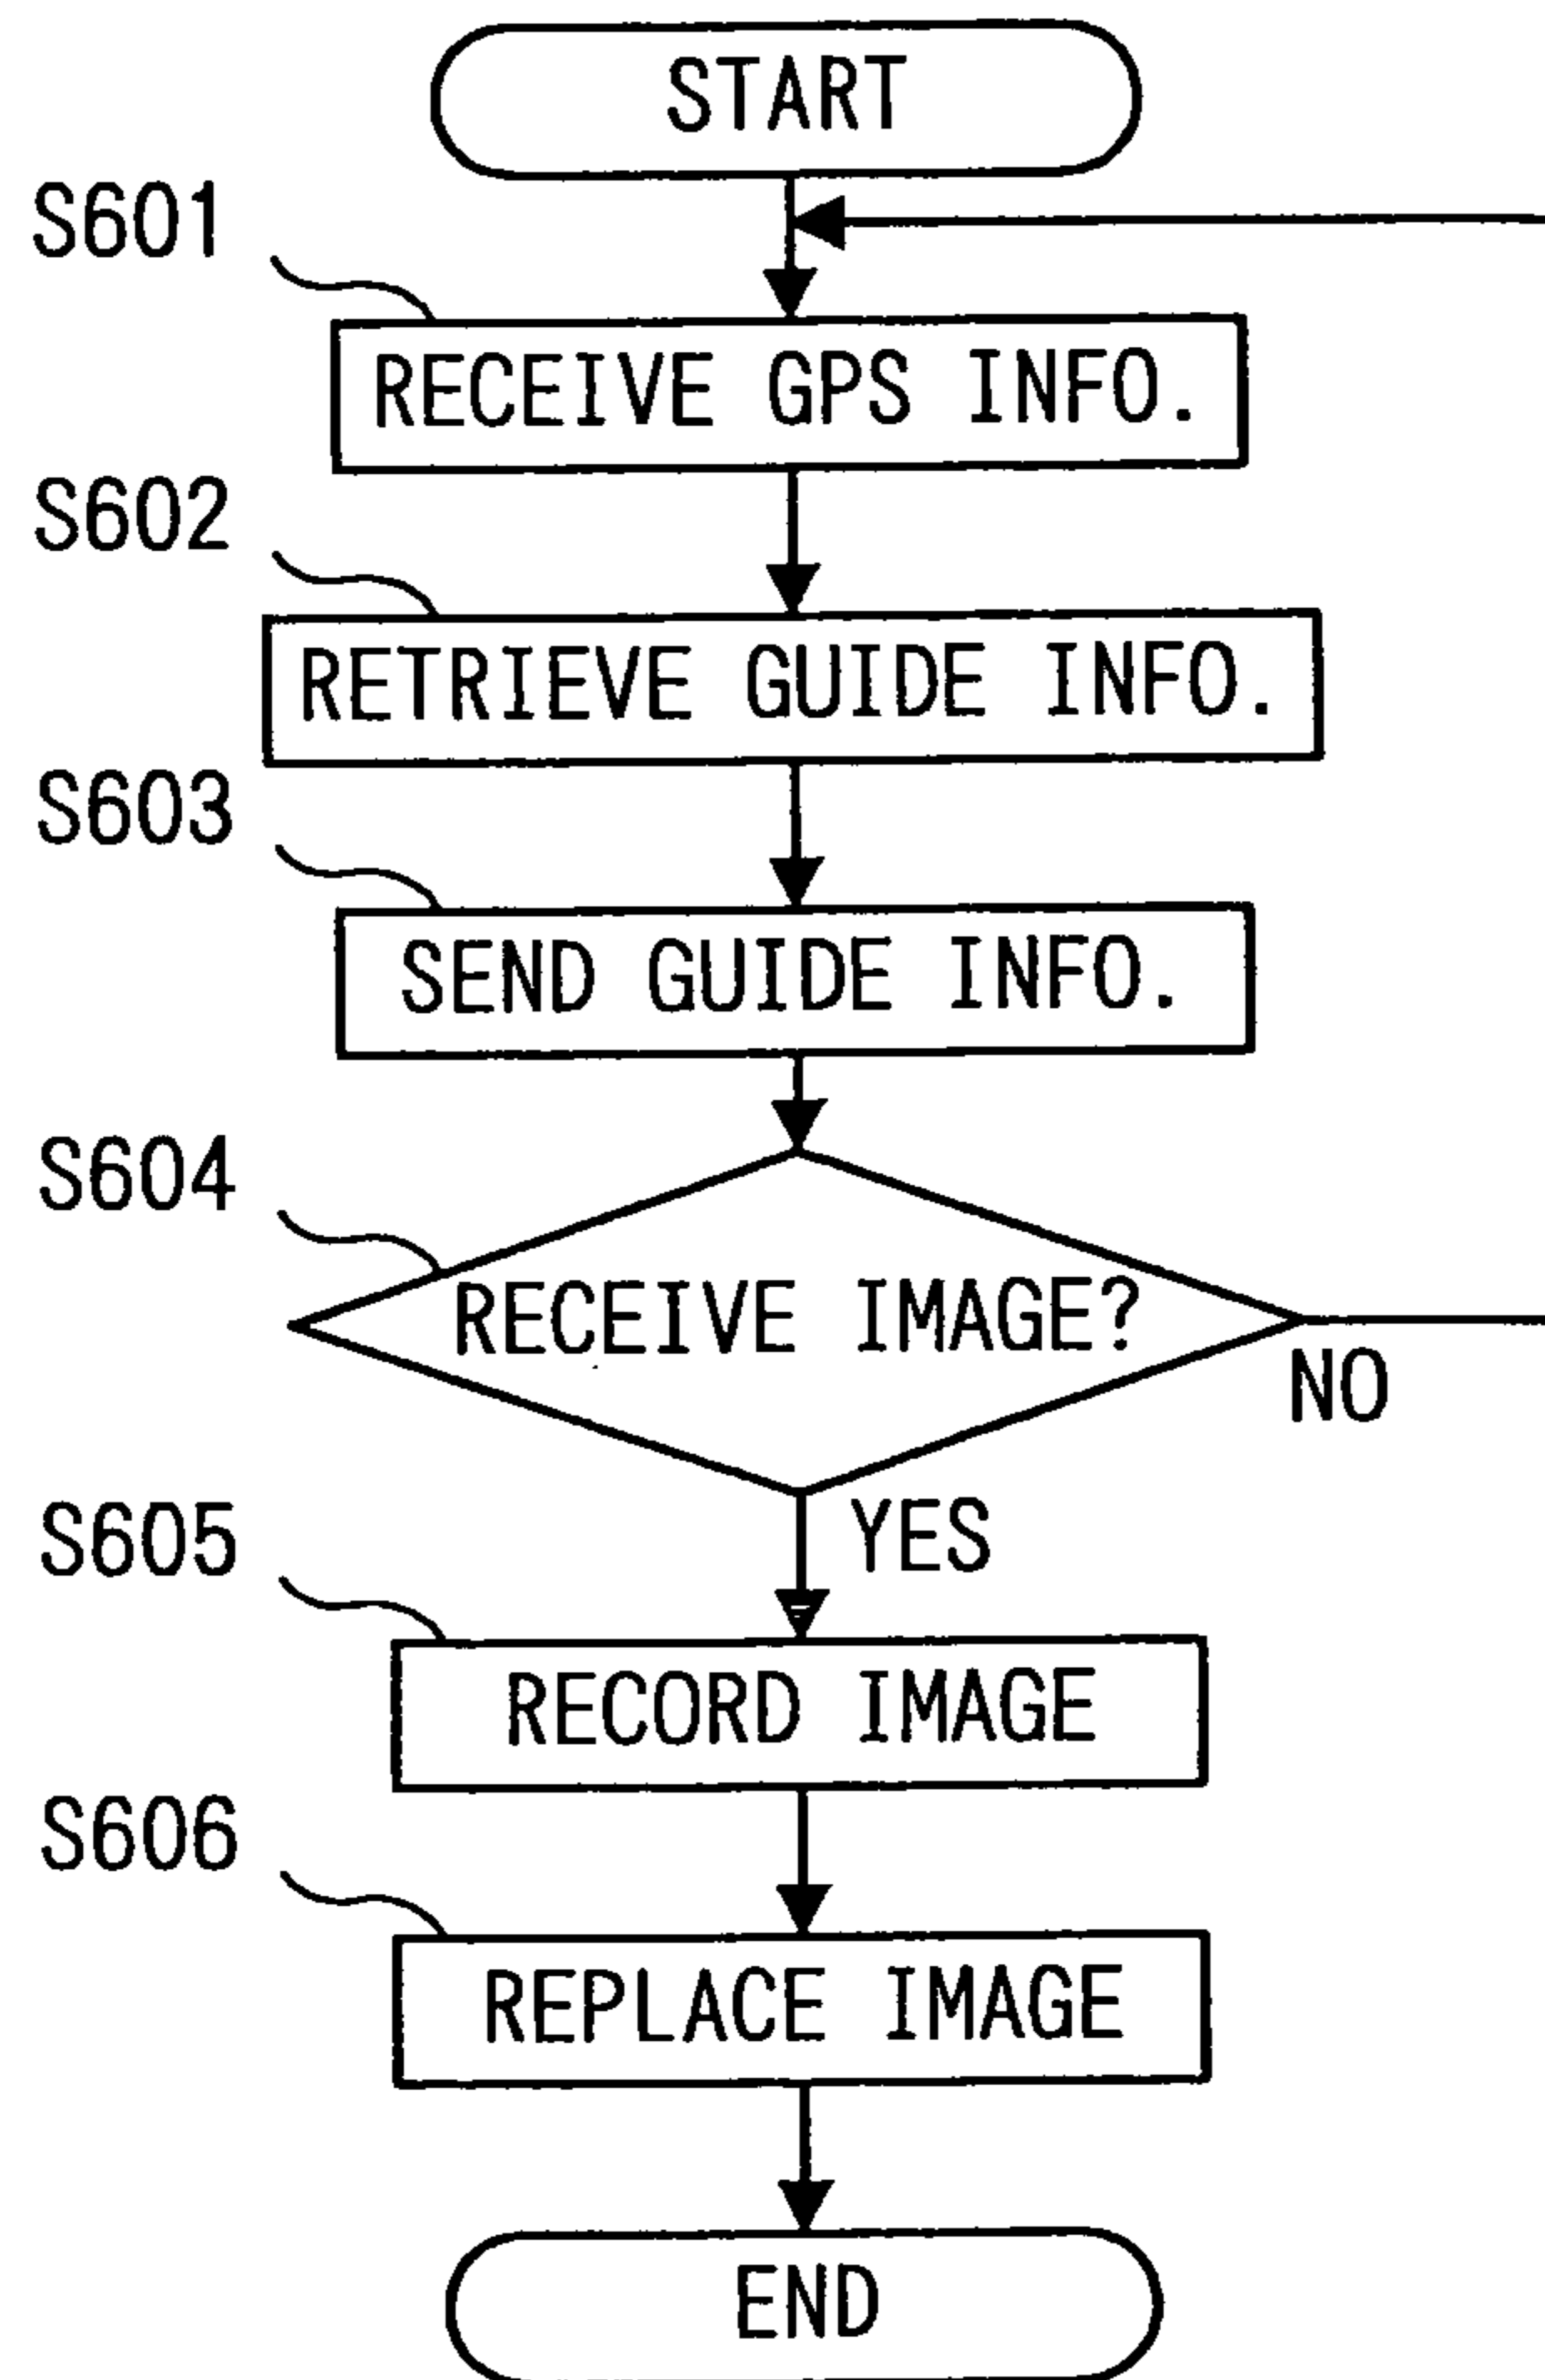 START
S601
RECEIVE GPS INFO.
S602
RETRIEVE GUIDE INFO.
S603
SEND GUIDE INFO.
S604
RECEIVE IMAGE?
NO
YES
S605
RECORD IMAGE
S606
REPLACE IMAGE
END